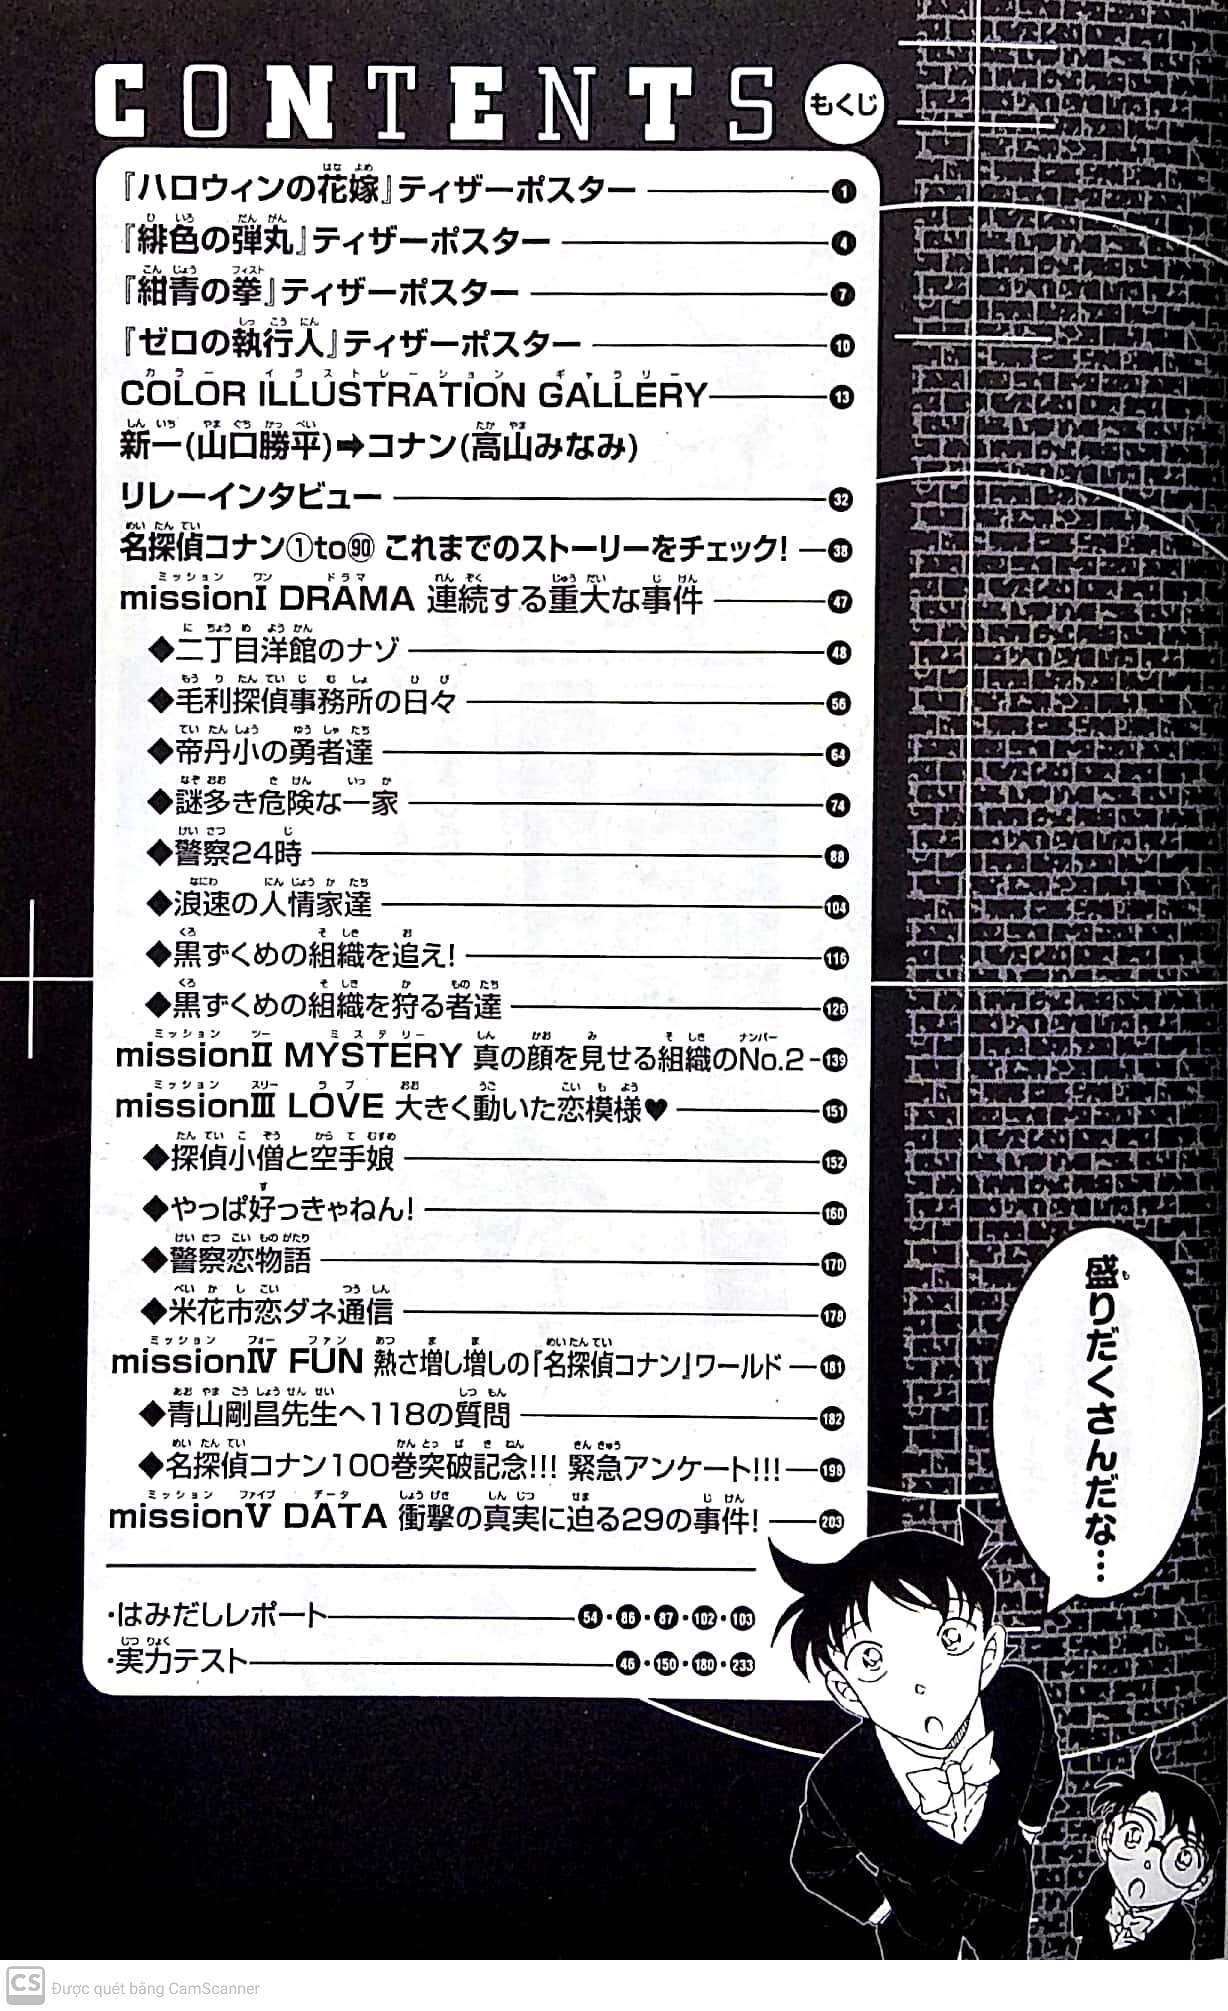 CONTENTS もくじ
『ハロウィンの花嫁』ティザーポスター 1
『緋色の弾丸』ティザーポスター 4
『紺青の拳』ティザーポスター 7
『ゼロの執行人』ティザーポスター 10
COLOR ILLUSTRATION GALLERY 13
新一(山口勝平)➡コナン(高山みなみ)
リレーインタビュー 32
名探偵コナン①to㊾⓪ これまでのストーリーをチェック! 38
missionⅠ DRAMA 連続する重大な事件 47
◆二丁目洋館のナゾ 48
◆毛利探偵事務所の日々 56
◆帝丹小の勇者達 64
◆謎多き危険な一家 74
◆警察24時 88
◆浪速の人情家達 104
◆黒ずくめの組織を追え! 116
◆黒ずくめの組織を狩る者達 126
missionⅡ MYSTERY 真の顔を見せる組織のNo.2 139
missionⅢ LOVE 大きく動いた恋模様♥ 151
◆探偵小僧と空手娘 152
◆やっぱ好っきゃねん! 160
◆警察恋物語 170
◆米花市恋ダネ通信 178
missionⅣ FUN 熱さ増し増しの『名探偵コナン』ワールド 181
◆青山剛昌先生へ118の質問 182
◆名探偵コナン100巻突破記念!!! 緊急アンケート!!! 198
missionⅤ DATA 衝撃の真実に迫る29の事件! 203
・はみだしレポート 54・86・87・102・103
・実力テスト 46・150・180・233
盛りだくさんだな…
CS Được quét bằng CamScanner